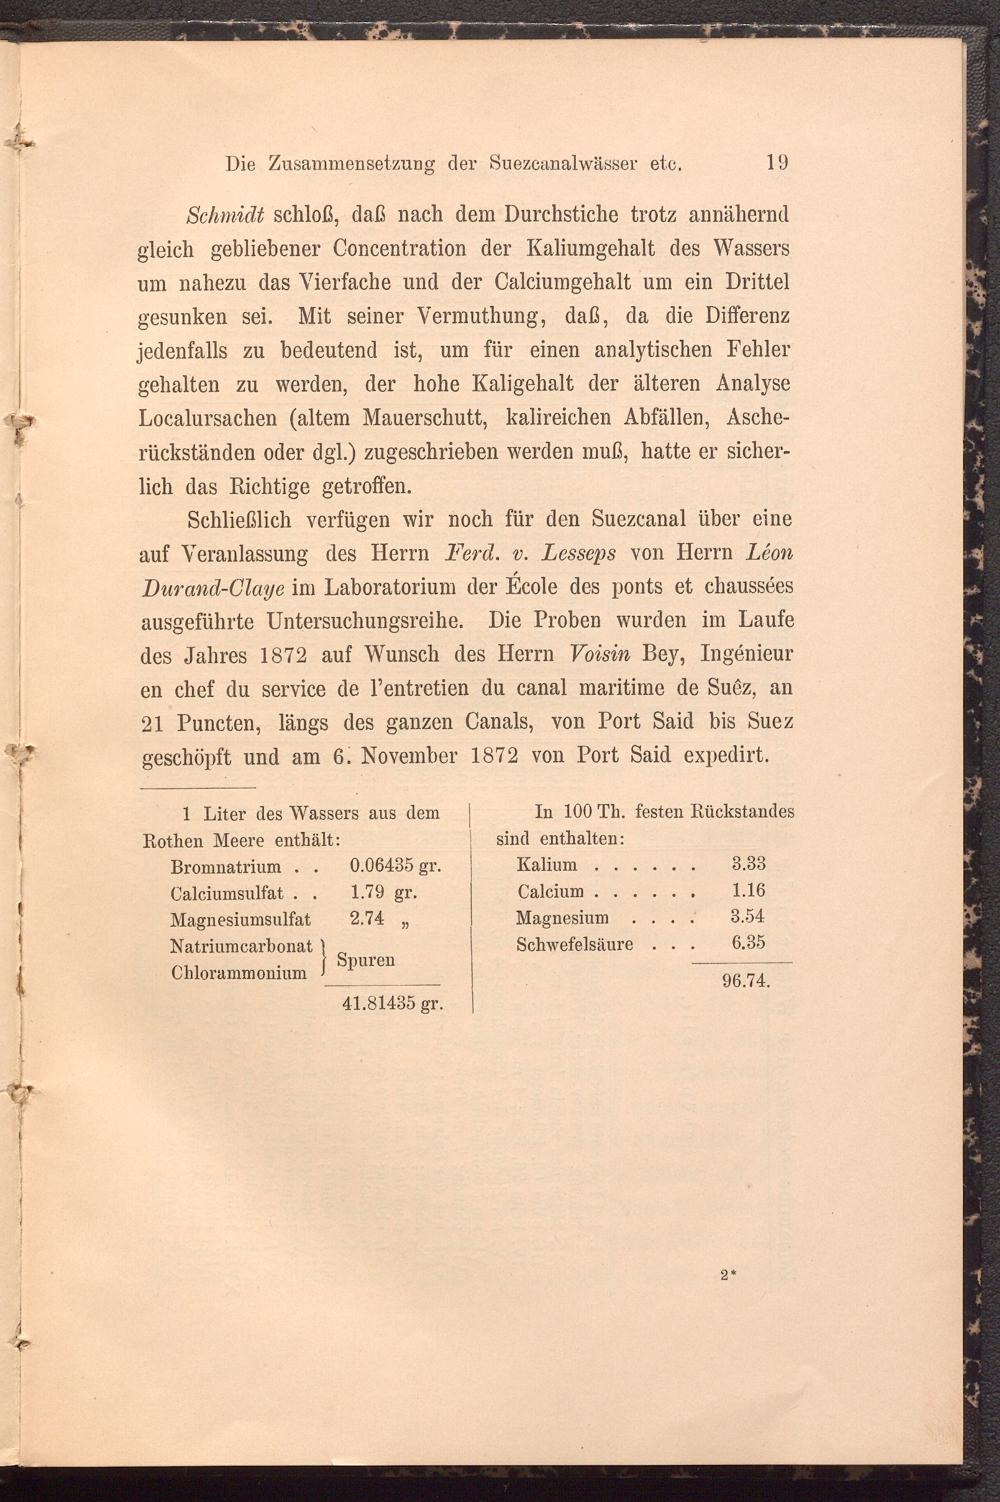 Die Zusammensetzung der Suezcanalwässer etc. 19
Schmidt schloß, daß nach dem Durchstiche trotz annähernd
gleich gebliebener Concentration der Kaliumgehalt des Wassers
um nahezu das Vierfache und der Calciumgehalt um ein Drittel
gesunken sei. Mit seiner Vermuthung, daß, da die Differenz
jedenfalls zu bedeutend ist, um für einen analytischen Fehler
gehalten zu werden, der hohe Kaligehalt der älteren Analyse
Localursachen (altem Mauerschutt, kalireichen Abfällen, Asche-
rückständen oder dgl.) zugeschrieben werden muß, hatte er sicher-
lich das Richtige getroffen.
Schließlich verfügen wir noch für den Suezcanal über eine
auf Veranlassung des Herrn Ferd. v. Lesseps von Herrn Léon
Durand-Claye im Laboratorium der École des ponts et chaussées
ausgeführte Untersuchungsreihe. Die Proben wurden im Laufe
des Jahres 1872 auf Wunsch des Herrn Voisin Bey, Ingénieur
en chef du service de l'entretien du canal maritime de Suêz, an
21 Puncten, längs des ganzen Canals, von Port Said bis Suez
geschöpft und am 6. November 1872 von Port Said expedirt.
1 Liter des Wassers aus dem
Rothen Meere enthält:
Bromnatrium . . 0.06435 gr.
Calciumsulfat . . 1.79 gr.
Magnesiumsulfat 2.74 „
Natriumcarbonat }
Chlorammonium } Spuren
41.81435 gr.
In 100 Th. festen Rückstandes
sind enthalten:
Kalium . . . . . . 3.33
Calcium . . . . . . 1.16
Magnesium . . . . 3.54
Schwefelsäure . . . 6.35
96.74.
2*